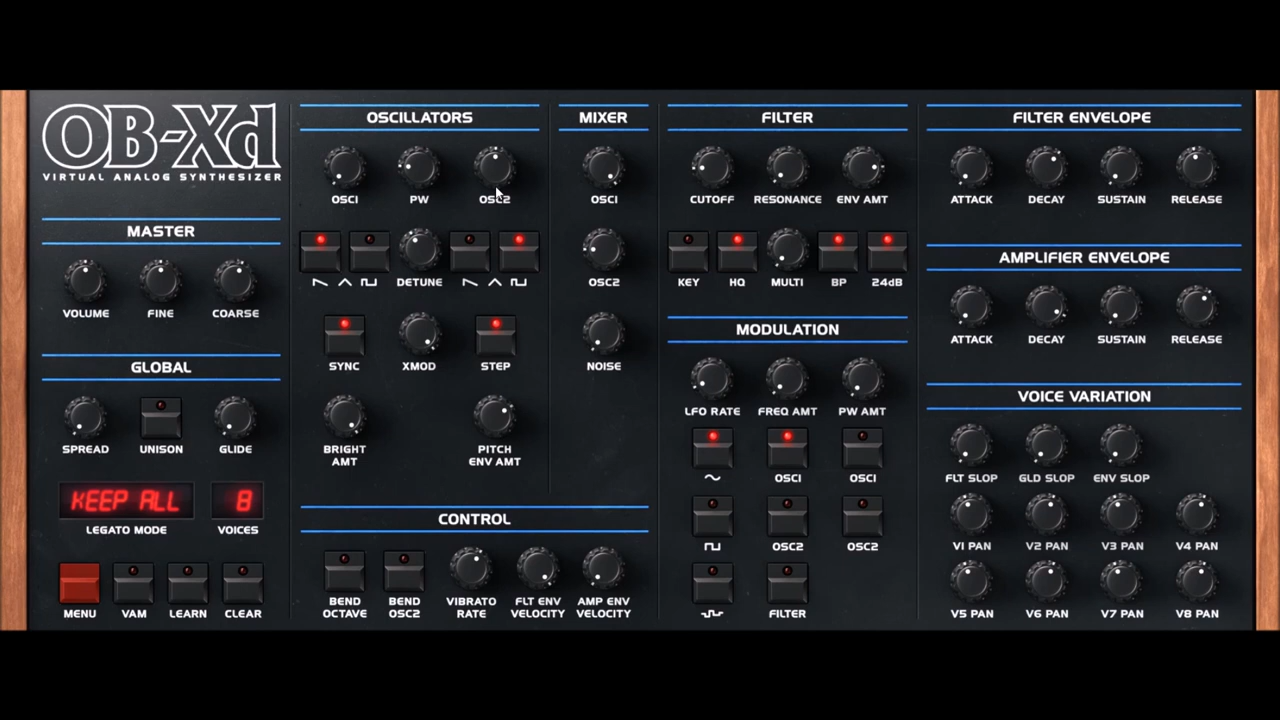 OB-Xd
VIRTUAL ANALOG SYNTHESIZER
MASTER
VOLUME FINE COARSE
GLOBAL
SPREAD UNISON GLIDE
KEEP ALL 8
LEGATO MODE VOICES
MENU VAM LEARN CLEAR
OSCILLATORS
OSC1 PW OSC2
DETUNE
SYNC XMOD STEP
BRIGHT
AMT
PITCH
ENV AMT
MIXER
OSC1
OSC2
NOISE
CONTROL
BEND
OCTAVE
BEND
OSC2
VIBRATO
RATE
FLT ENV
VELOCITY
AMP ENV
VELOCITY
FILTER
CUTOFF RESONANCE ENV AMT
KEY HQ MULTI BP 24dB
MODULATION
LFO RATE FREQ AMT PW AMT
OSC1 OSC1
OSC2 OSC2
FILTER
FILTER ENVELOPE
ATTACK DECAY SUSTAIN RELEASE
AMPLIFIER ENVELOPE
ATTACK DECAY SUSTAIN RELEASE
VOICE VARIATION
FLT SLOP GLD SLOP ENV SLOP
V1 PAN V2 PAN V3 PAN V4 PAN
V5 PAN V6 PAN V7 PAN V8 PAN